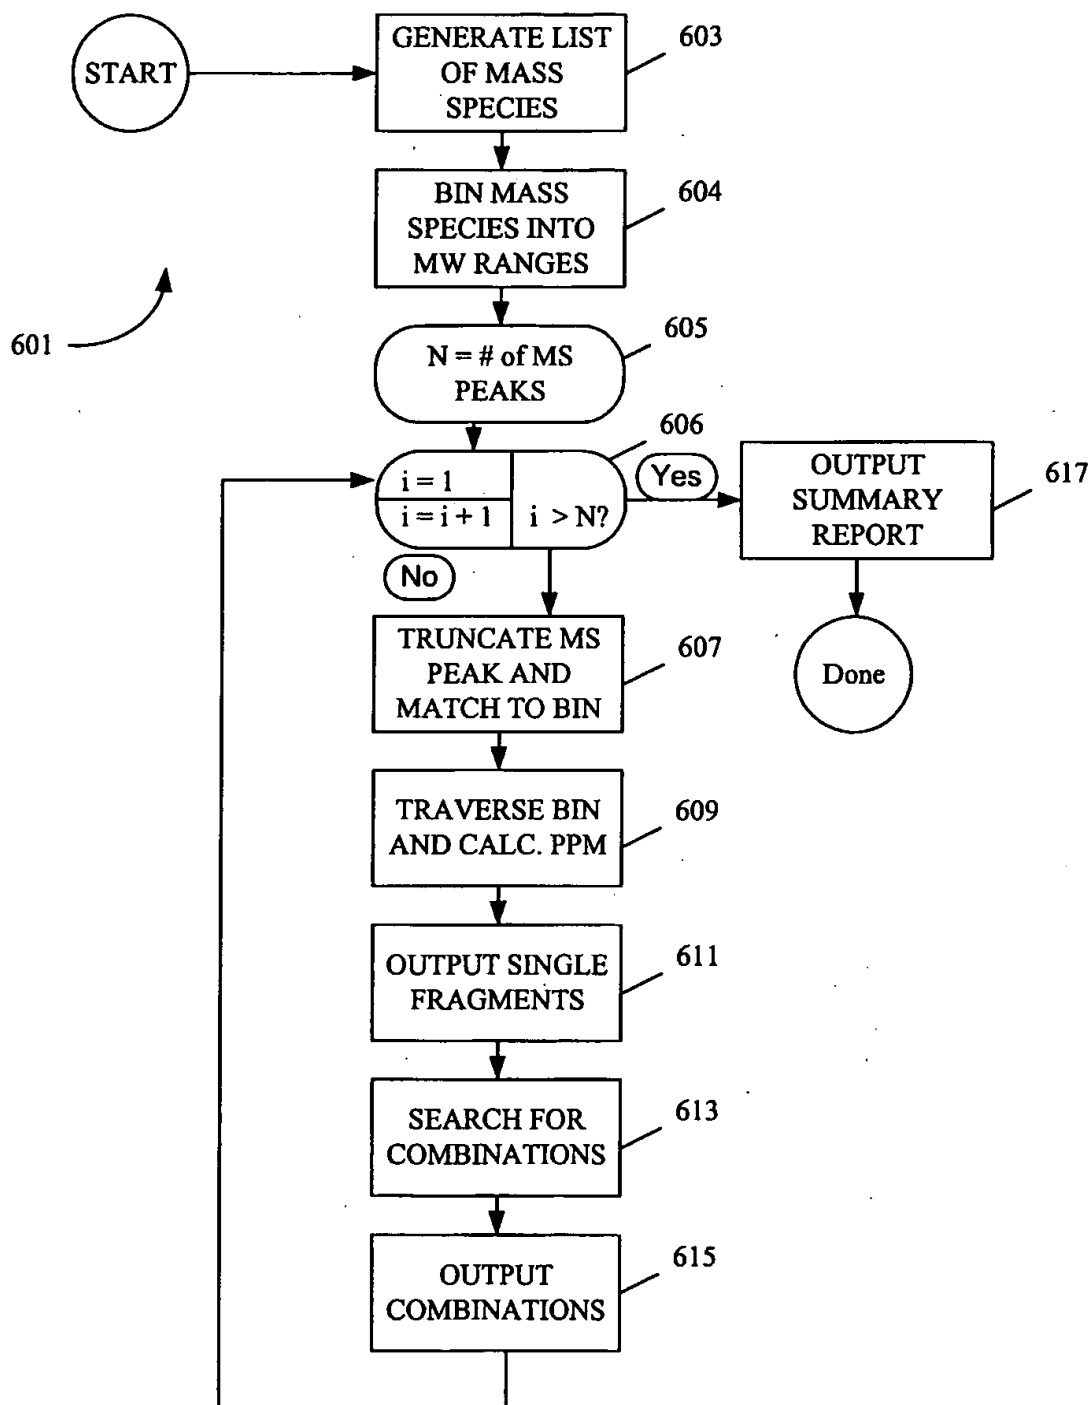 START
GENERATE LIST
OF MASS
SPECIES
603
BIN MASS
SPECIES INTO
MW RANGES
604
601
N = # of MS
PEAKS
605
606
i = 1
i = i + 1
i > N?
Yes
No
OUTPUT
SUMMARY
REPORT
617
Done
TRUNCATE MS
PEAK AND
MATCH TO BIN
607
TRAVERSE BIN
AND CALC. PPM
609
OUTPUT SINGLE
FRAGMENTS
611
SEARCH FOR
COMBINATIONS
613
OUTPUT
COMBINATIONS
615